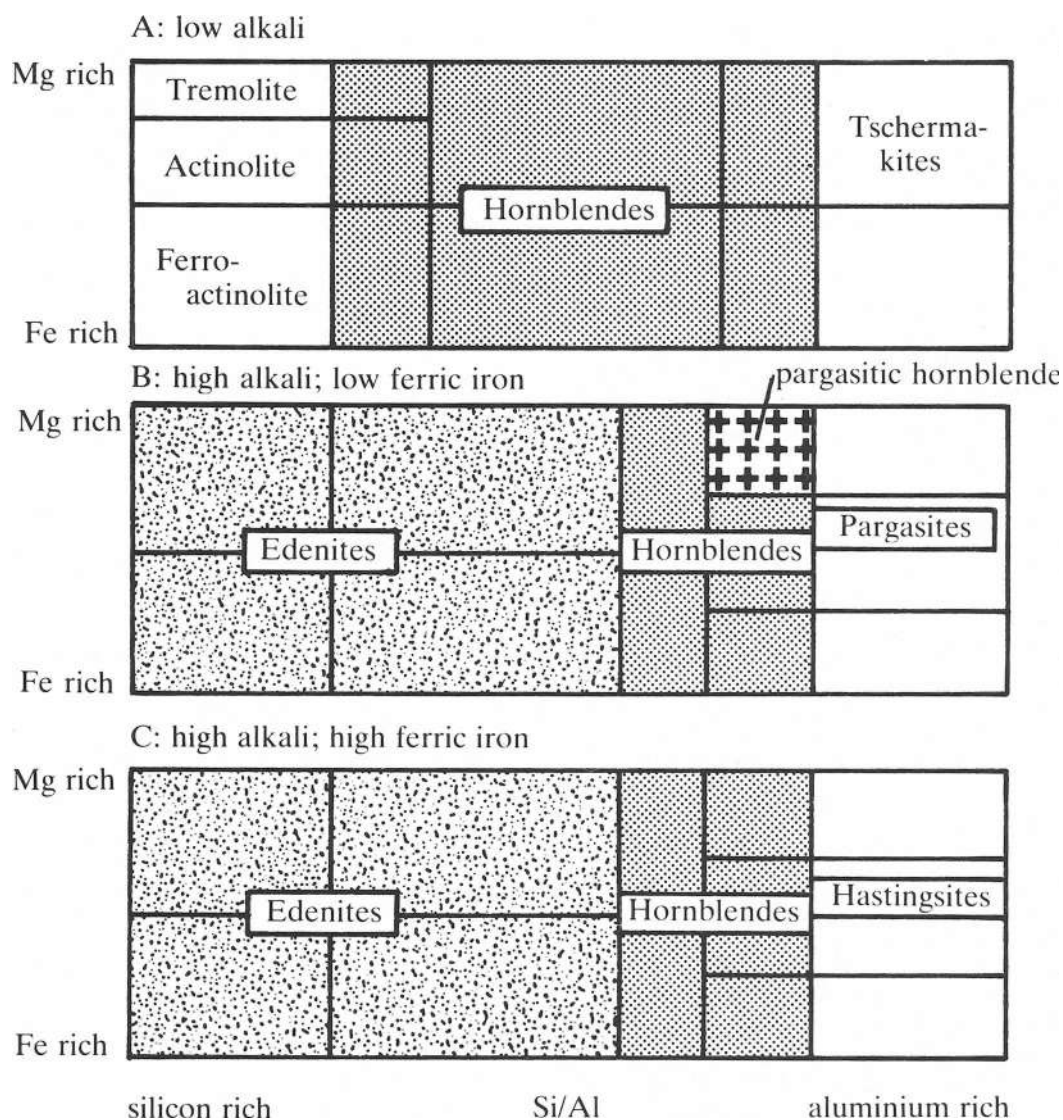 A: low alkali
Mg rich
Tremolite
Actinolite
Ferro-
actinolite
Hornblendes
Tscherma-
kites
Fe rich
B: high alkali; low ferric iron
pargasitic hornblende
Mg rich
Edenites
Hornblendes
Pargasites
Fe rich
C: high alkali; high ferric iron
Mg rich
Edenites
Hornblendes
Hastingsites
Fe rich
silicon rich
Si/Al
aluminium rich